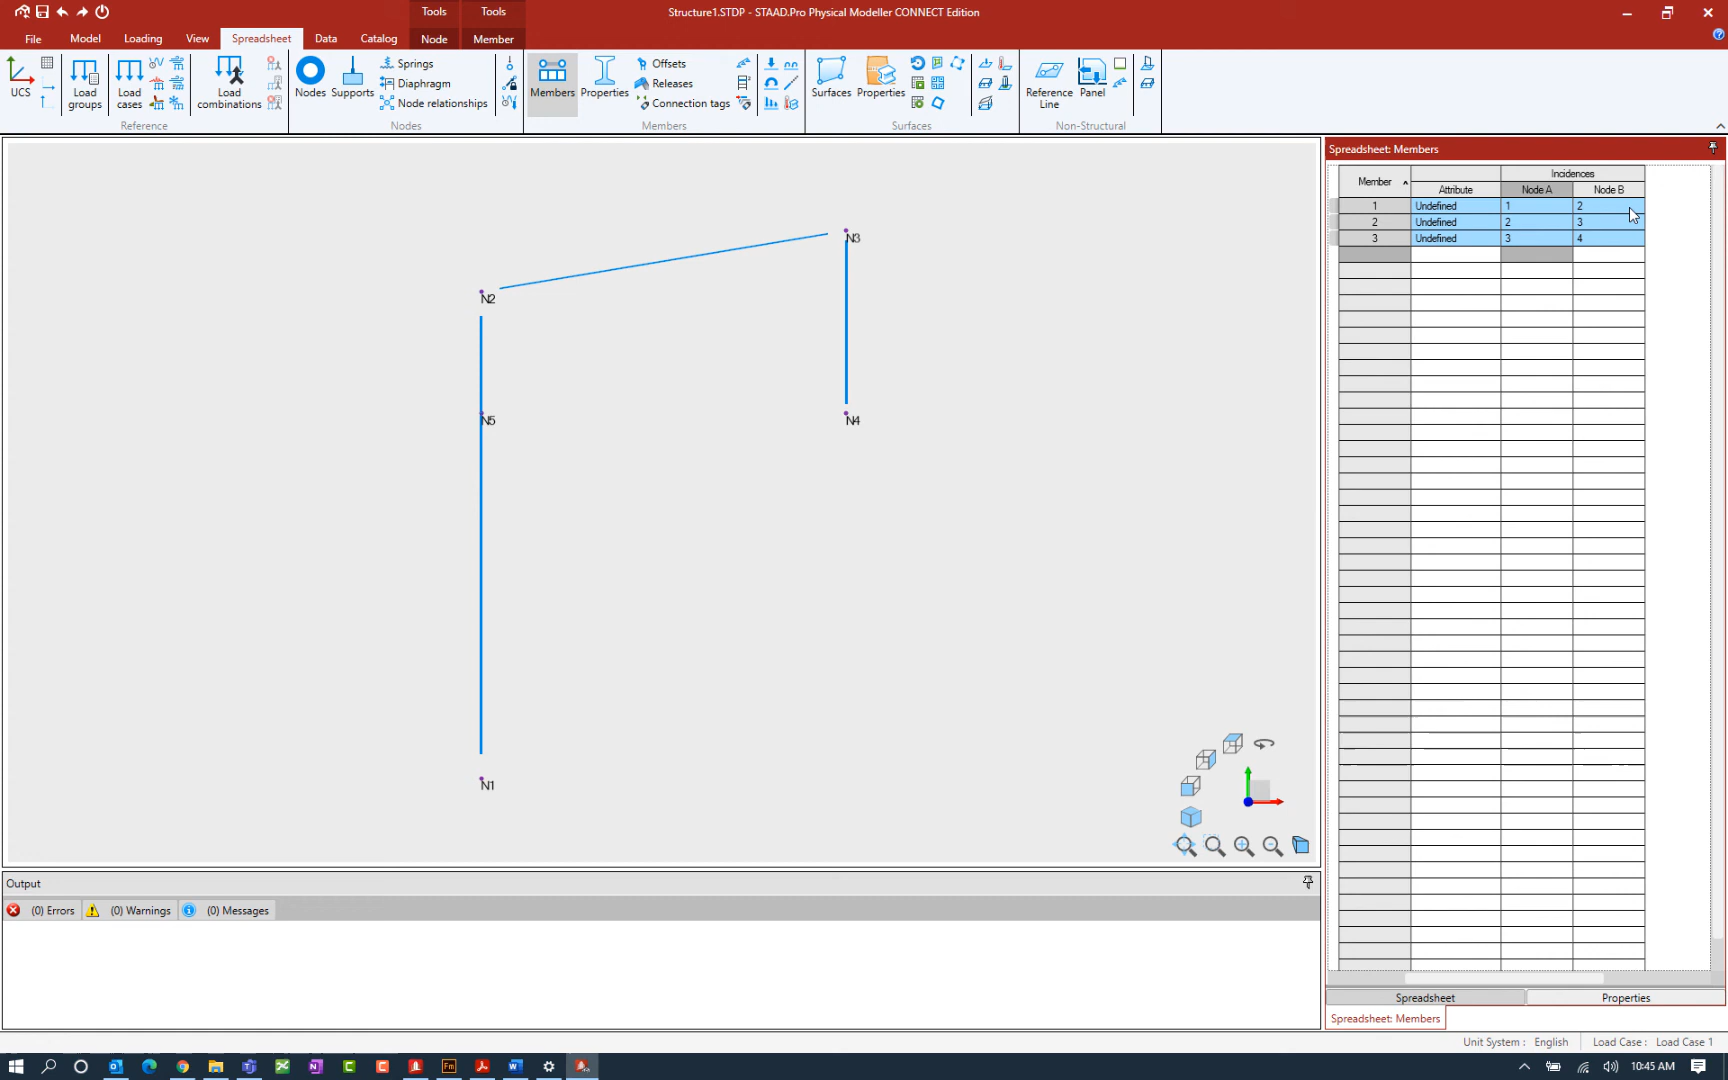 Structure1.STDP - STAAD.Pro Physical Modeller CONNECT Edition
Tools Tools
File Model Loading View Spreadsheet Data Catalog Node Member
UCS Load groups Load cases Load combinations Nodes Supports Springs Diaphragm Node relationships Members Properties Offsets Releases Connection tags Surfaces Properties Reference Line Panel
Reference Nodes Members Surfaces Non-Structural
Spreadsheet: Members
Incidences
Member Attribute Node A Node B
1 Undefined 1 2
2 Undefined 2 3
3 Undefined 3 4
N3
N2
N5
N4
N1
Output
(0) Errors (0) Warnings (0) Messages
Spreadsheet Properties
Spreadsheet: Members
Unit System : English Load Case : Load Case 1
10:45 AM